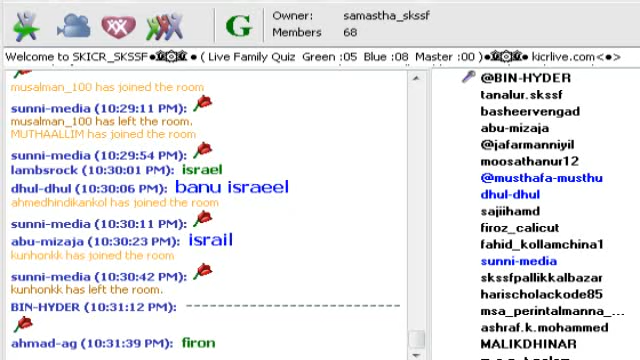 G
Owner: samastha_skssf
Members 68
Welcome to SKICR_SKSSF ( Live Family Quiz Green :05 Blue :08 Master :00 ) kicrlive.com<●>
musalman_100 has joined the room
sunni-media (10:29:11 PM):
musalman_100 has left the room.
MUTHAALLIM has joined the room
sunni-media (10:29:54 PM):
lambsrock (10:30:01 PM): israel
dhul-dhul (10:30:06 PM): banu israeel
ahmedhindikankol has joined the room
sunni-media (10:30:11 PM):
abu-mizaja (10:30:23 PM): israil
kunhonkk has joined the room
sunni-media (10:30:42 PM):
kunhonkk has left the room.
BIN-HYDER (10:31:12 PM):
ahmad-ag (10:31:39 PM): firon
@BIN-HYDER
tanalur.skssf
basheervengad
abu-mizaja
@jafarmanniyil
moosathanur12
@musthafa-musthu
dhul-dhul
sajiihamd
firoz_calicut
fahid_kollamchina1
sunni-media
skssfpallikkalbazar
harischolackode85
msa_perintalmanna_...
ashraf.k.mohammed
MALIKDHINAR